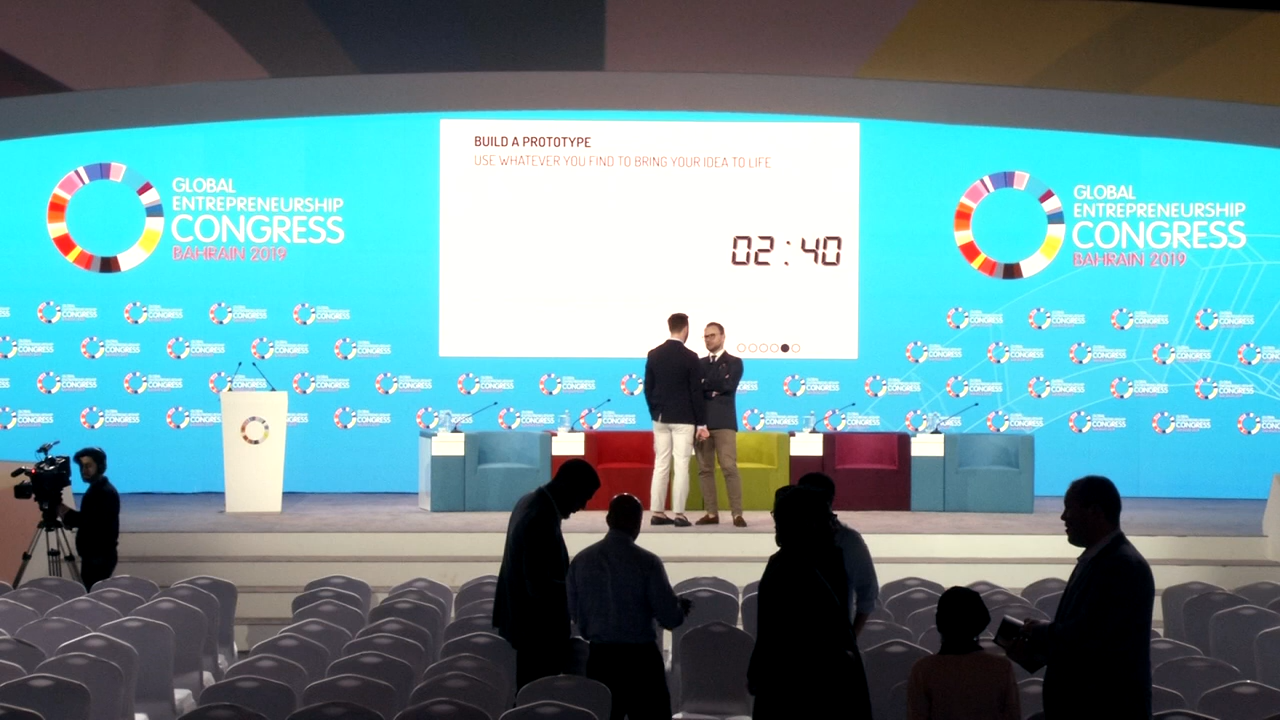 GLOBAL
ENTREPRENEURSHIP
CONGRESS
BAHRAIN 2019
BUILD A PROTOTYPE
USE WHATEVER YOU FIND TO BRING YOUR IDEA TO LIFE
02:40
GLOBAL
ENTREPRENEURSHIP
CONGRESS
BAHRAIN 2019